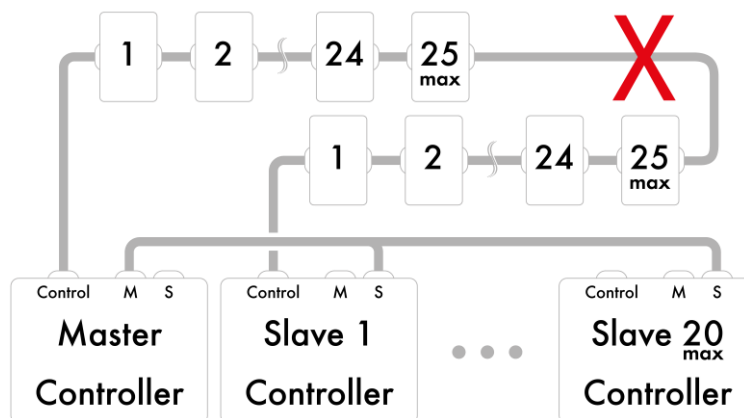 1 2 24 25
max
1 2 24 25
max
Control M S Control M S Control M S
Master Slave 1 Slave 20
max
Controller Controller Controller